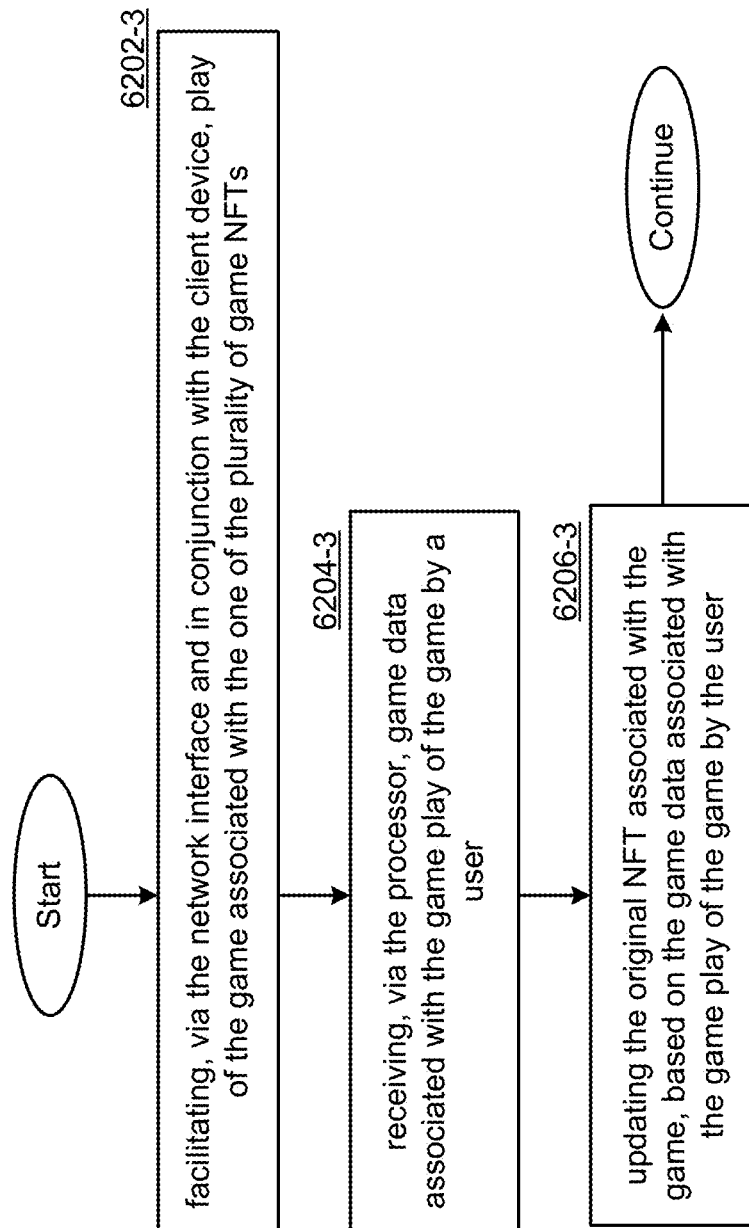 Start
6202-3
facilitating, via the network interface and in conjunction with the client device, play
of the game associated with the one of the plurality of game NFTs
6204-3
receiving, via the processor, game data
associated with the game play of the game by a
user
6206-3
updating the original NFT associated with the
game, based on the game data associated with
the game play of the game by the user
Continue